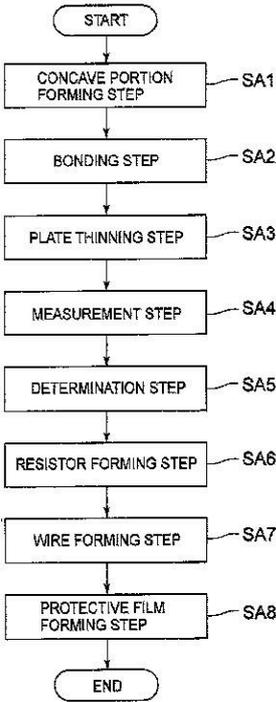 START
CONCAVE PORTION
FORMING STEP
SA1
BONDING STEP
SA2
PLATE THINNING STEP
SA3
MEASUREMENT STEP
SA4
DETERMINATION STEP
SA5
RESISTOR FORMING STEP
SA6
WIRE FORMING STEP
SA7
PROTECTIVE FILM
FORMING STEP
SA8
END